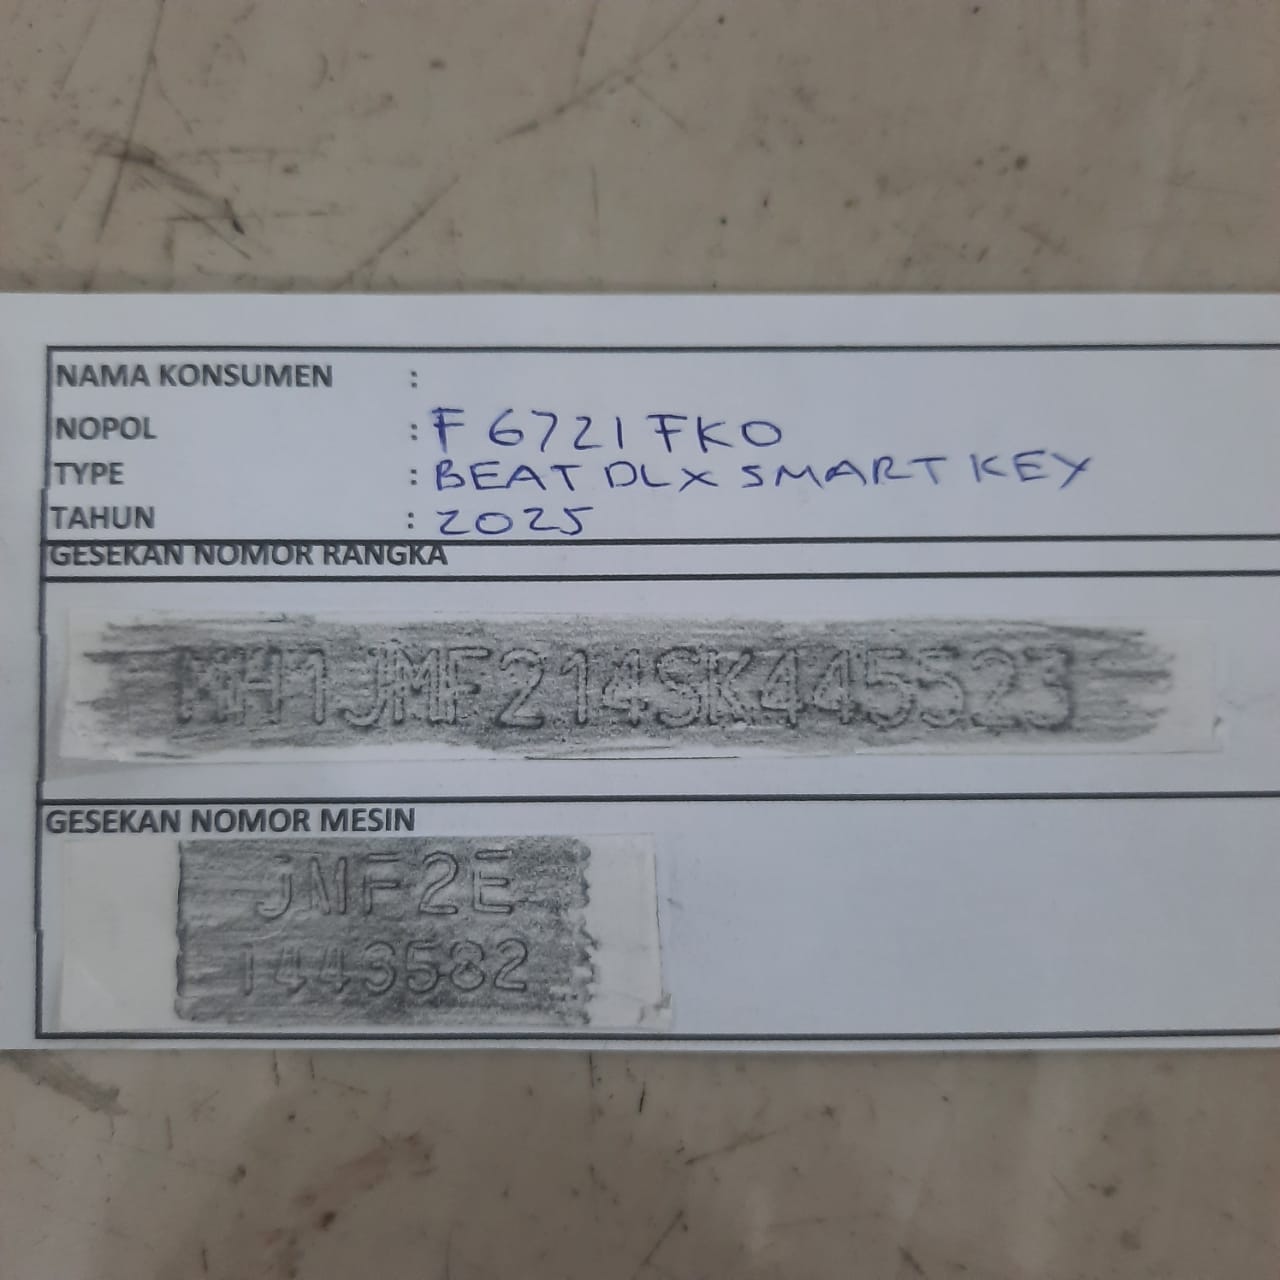 NAMA KONSUMEN :
NOPOL : F 6721 FKO
TYPE : BEAT DLX SMART KEY
TAHUN : 2025
GESEKAN NOMOR RANGKA
MH1JMF214SK445523
GESEKAN NOMOR MESIN
JMF2E
1443582